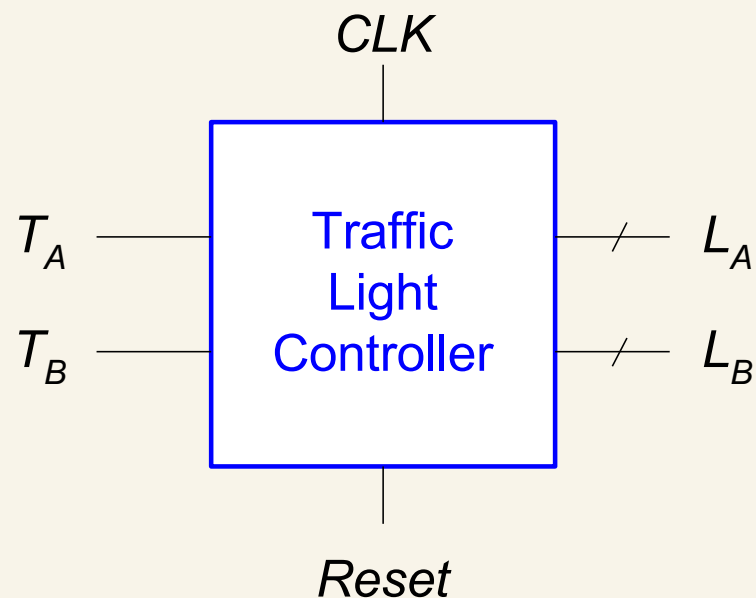 CLK
T_A
Traffic
Light
Controller
L_A
T_B
L_B
Reset